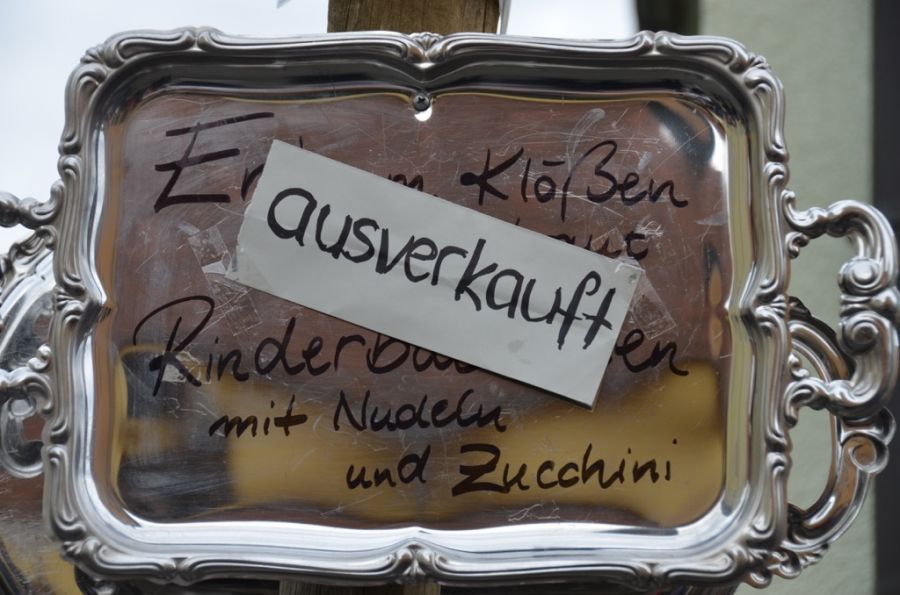 Klößen
ausverkauft
mit Nudeln
und Zucchini